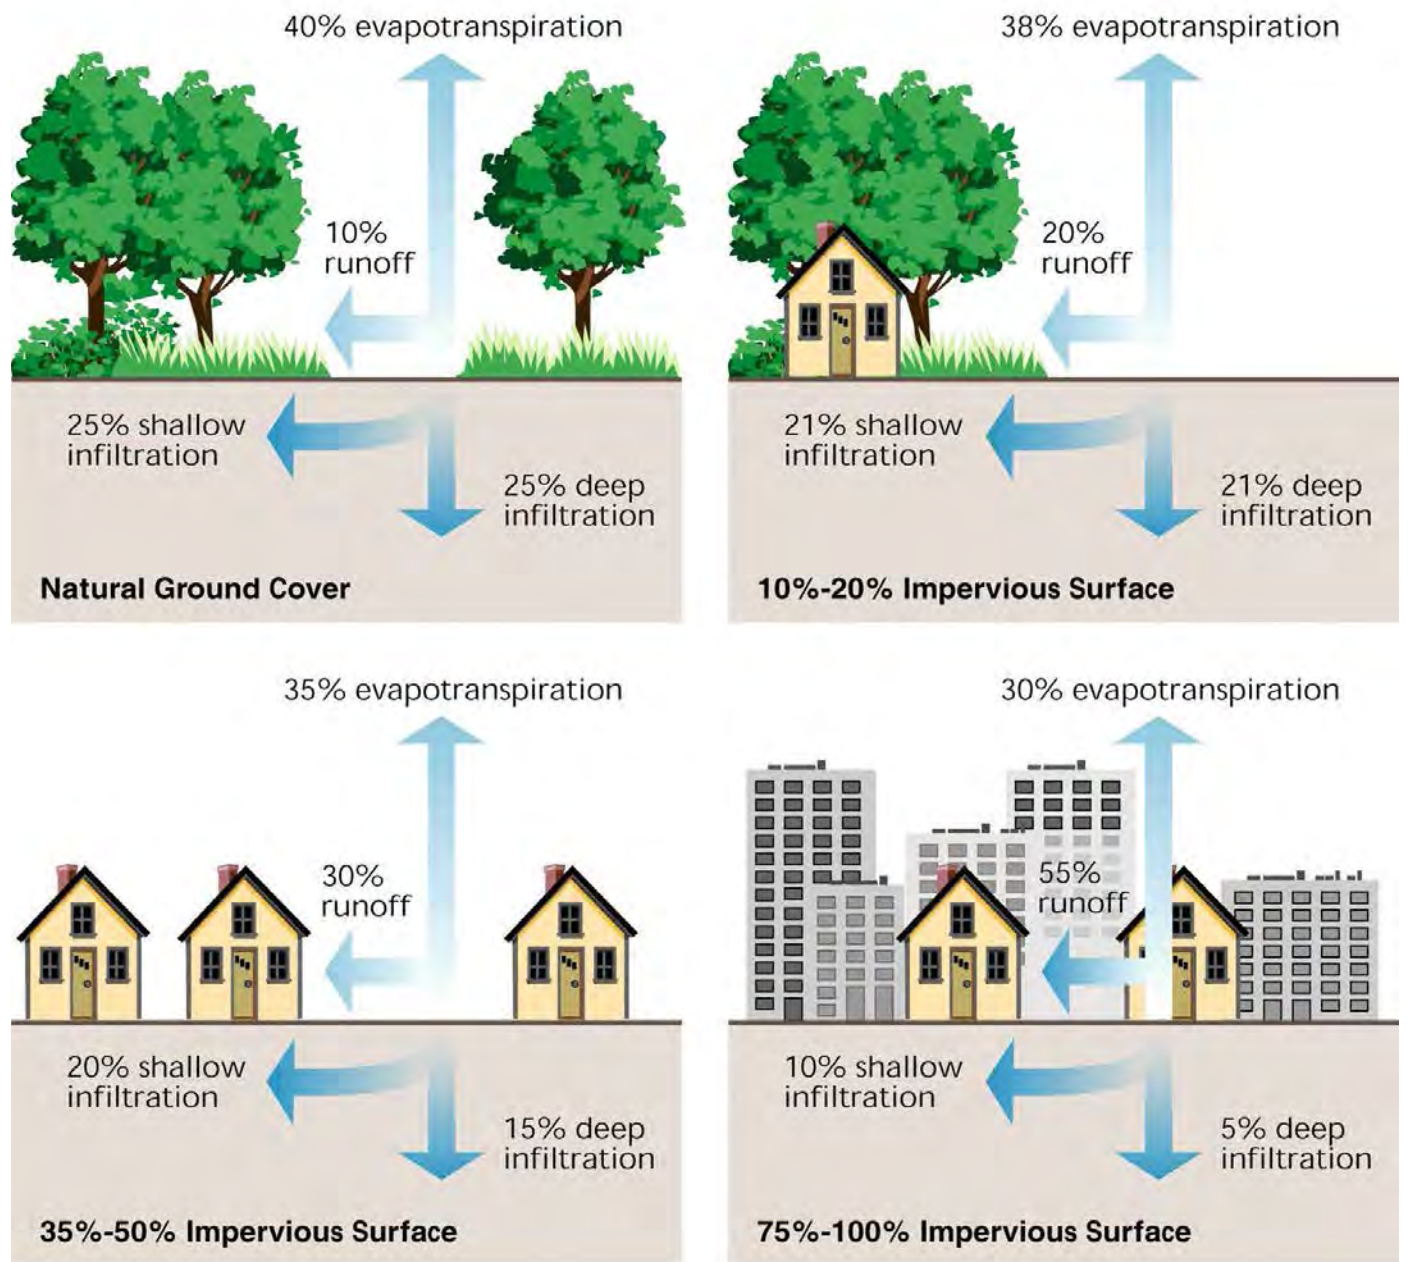 40% evapotranspiration
10%
runoff
25% shallow
infiltration
25% deep
infiltration
Natural Ground Cover
38% evapotranspiration
20%
runoff
21% shallow
infiltration
21% deep
infiltration
10%-20% Impervious Surface
35% evapotranspiration
30%
runoff
20% shallow
infiltration
15% deep
infiltration
35%-50% Impervious Surface
30% evapotranspiration
55%
runoff
10% shallow
infiltration
5% deep
infiltration
75%-100% Impervious Surface